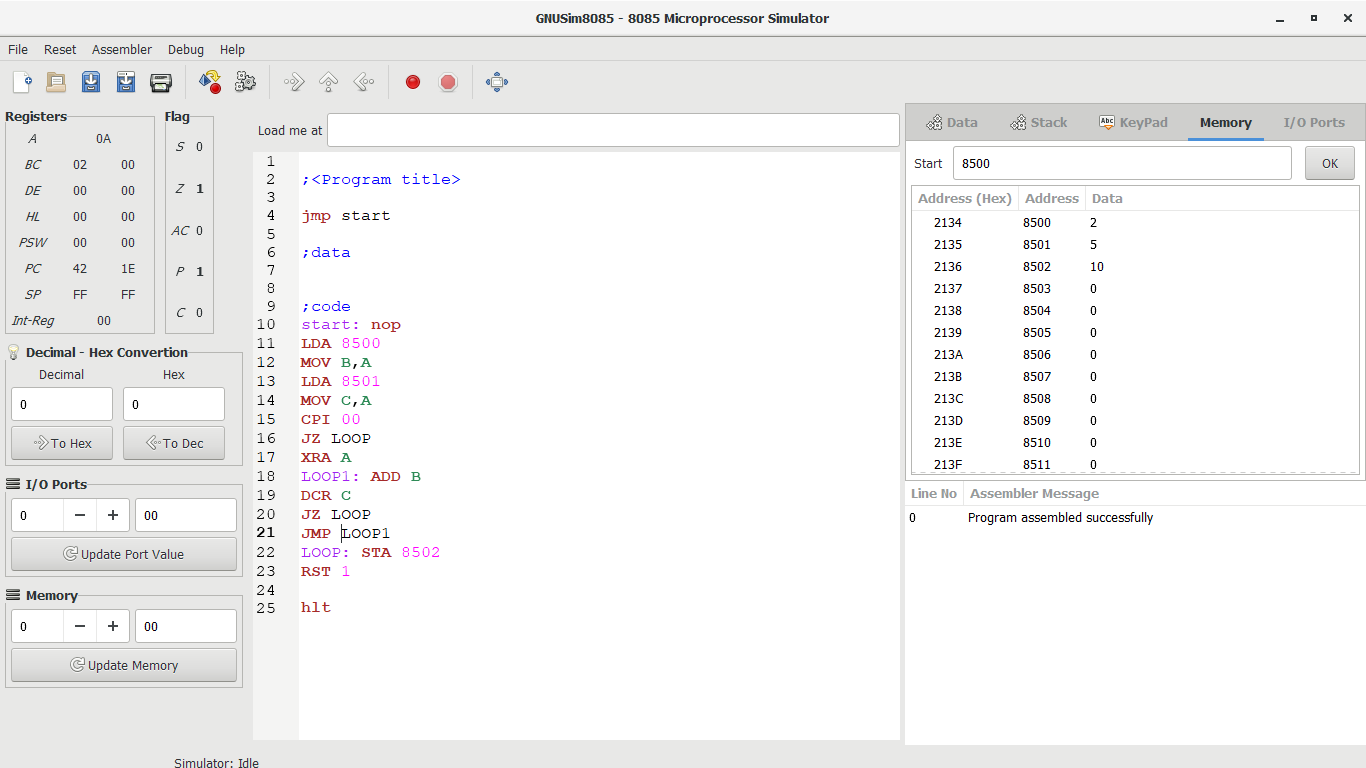 GNUSim8085 - 8085 Microprocessor Simulator
File Reset Assembler Debug Help
Registers
A 0A
BC 02 00
DE 00 00
HL 00 00
PSW 00 00
PC 42 1E
SP FF FF
Int-Reg 00
Flag
S 0
Z 1
AC 0
P 1
C 0
Decimal - Hex Convertion
Decimal Hex
0 0
To Hex To Dec
I/O Ports
0 − + 00
Update Port Value
Memory
0 − + 00
Update Memory
Load me at
1
2 ;<Program title>
3
4 jmp start
5
6 ;data
7
8
9 ;code
10 start: nop
11 LDA 8500
12 MOV B,A
13 LDA 8501
14 MOV C,A
15 CPI 00
16 JZ LOOP
17 XRA A
18 LOOP1: ADD B
19 DCR C
20 JZ LOOP
21 JMP LOOP1
22 LOOP: STA 8502
23 RST 1
24
25 hlt
Data Stack Abc KeyPad Memory I/O Ports
Start 8500 OK
Address (Hex) Address Data
2134 8500 2
2135 8501 5
2136 8502 10
2137 8503 0
2138 8504 0
2139 8505 0
213A 8506 0
213B 8507 0
213C 8508 0
213D 8509 0
213E 8510 0
213F 8511 0
Line No Assembler Message
0 Program assembled successfully
Simulator: Idle